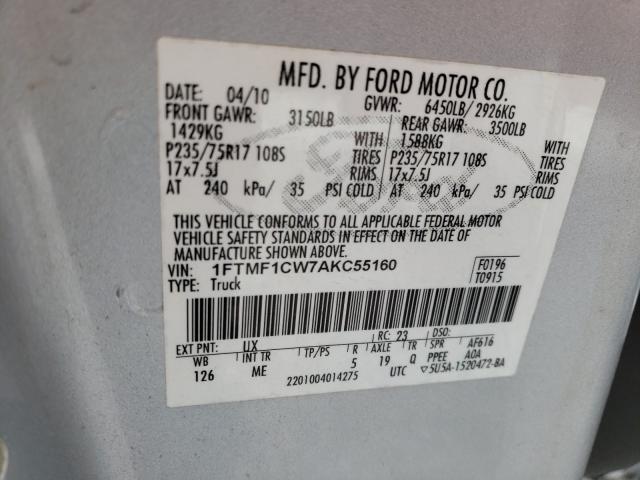 MFD. BY FORD MOTOR CO.
DATE: 04/10 GVWR: 6450LB/ 2926KG
FRONT GAWR: 3150LB REAR GAWR: 3500LB
1429KG 1588KG
P235/75R17 108S TIRES P235/75R17 108S TIRES
17x7.5J RIMS 17x7.5J RIMS
AT 240 kPa/ 35 PSI COLD AT 240 kPa/ 35 PSI COLD
THIS VEHICLE CONFORMS TO ALL APPLICABLE FEDERAL MOTOR
VEHICLE SAFETY STANDARDS IN EFFECT ON THE DATE OF
MANUFACTURE SHOWN ABOVE.
VIN: 1FTMF1CW7AKC55160 F0196
TYPE: Truck T0915
EXT PNT: UX RC: 23 DSO:
WB INT TR TP/PS R AXLE TR SPR AF616
126 ME 5 19 Q PPEE AOA
2201004014275 UTC ▽5U5A-1520472-BA